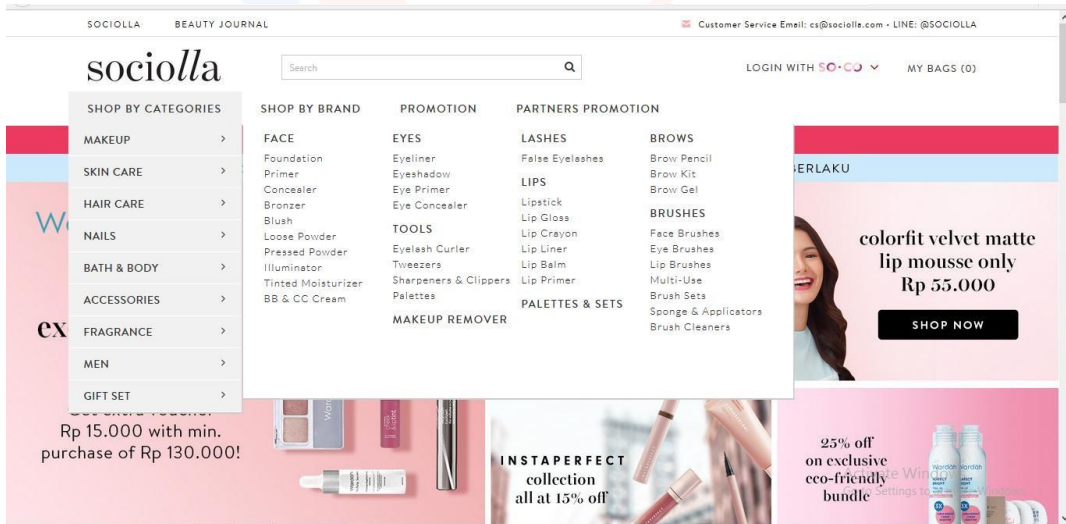 SOCIOLLA BEAUTY JOURNAL
Customer Service Email: cs@sociolla.com • LINE: @SOCIOLLA
sociolla
Search
LOGIN WITH SO•CO
MY BAGS (0)
SHOP BY CATEGORIES SHOP BY BRAND PROMOTION PARTNERS PROMOTION
MAKEUP
SKIN CARE
HAIR CARE
NAILS
BATH & BODY
ACCESSORIES
FRAGRANCE
MEN
GIFT SET
FACE
Foundation
Primer
Concealer
Bronzer
Blush
Loose Powder
Pressed Powder
Illuminator
Tinted Moisturizer
BB & CC Cream
EYES
Eyeliner
Eyeshadow
Eye Primer
Eye Concealer
TOOLS
Eyelash Curler
Tweezers
Sharpeners & Clippers
Palettes
MAKEUP REMOVER
LASHES
False Eyelashes
LIPS
Lipstick
Lip Gloss
Lip Crayon
Lip Liner
Lip Balm
Lip Primer
PALETTES & SETS
BROWS
Brow Pencil
Brow Kit
Brow Gel
BRUSHES
Face Brushes
Eye Brushes
Lip Brushes
Multi-Use
Brush Sets
Sponge & Applicators
Brush Cleaners
BERLAKU
colorfit velvet matte
lip mousse only
Rp 55.000
SHOP NOW
Get extra voucher
Rp 15.000 with min.
purchase of Rp 130.000!
INSTAPERFECT
collection
all at 15% off
25% off
on exclusive
eco-friendly
bundle
Activate Windows